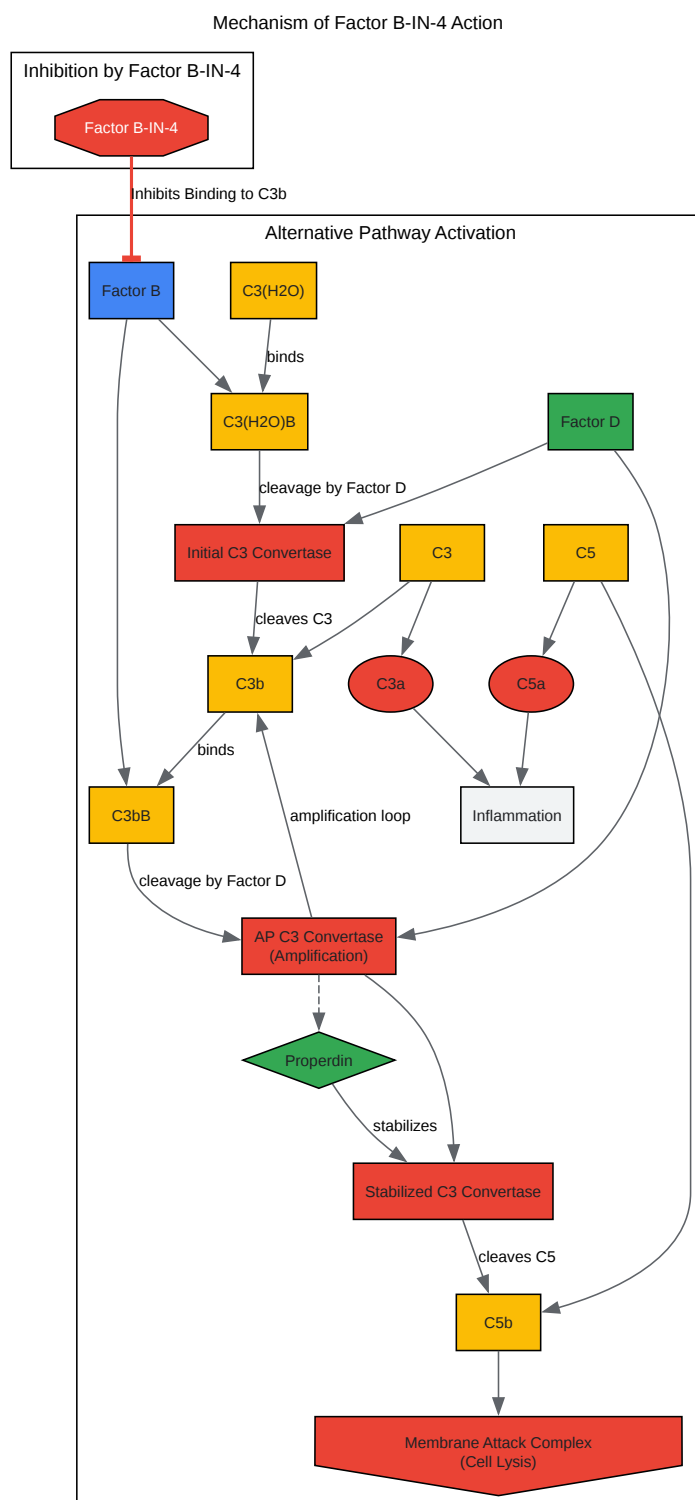 Mechanism of Factor B-IN-4 Action
Inhibition by Factor B-IN-4
Factor B-IN-4
Inhibits Binding to C3b
Alternative Pathway Activation
Factor B
C3(H2O)
binds
C3(H2O)B
Factor D
cleavage by Factor D
Initial C3 Convertase
C3
C5
cleaves C3
C3b
C3a
C5a
binds
C3bB
amplification loop
Inflammation
cleavage by Factor D
AP C3 Convertase
(Amplification)
Properdin
stabilizes
Stabilized C3 Convertase
cleaves C5
C5b
Membrane Attack Complex
(Cell Lysis)